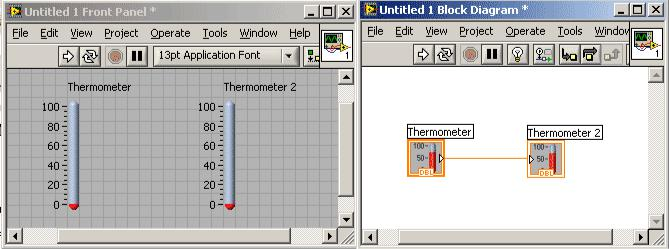 Untitled 1 Front Panel *
File Edit View Project Operate Tools Window Help
13pt Application Font
1
Thermometer
100
80
60
40
20
0
Thermometer 2
100
80
60
40
20
0
Untitled 1 Block Diagram *
File Edit View Project Operate Tools Window
1
Thermometer
100
50
DBL
Thermometer 2
100
50
DBL